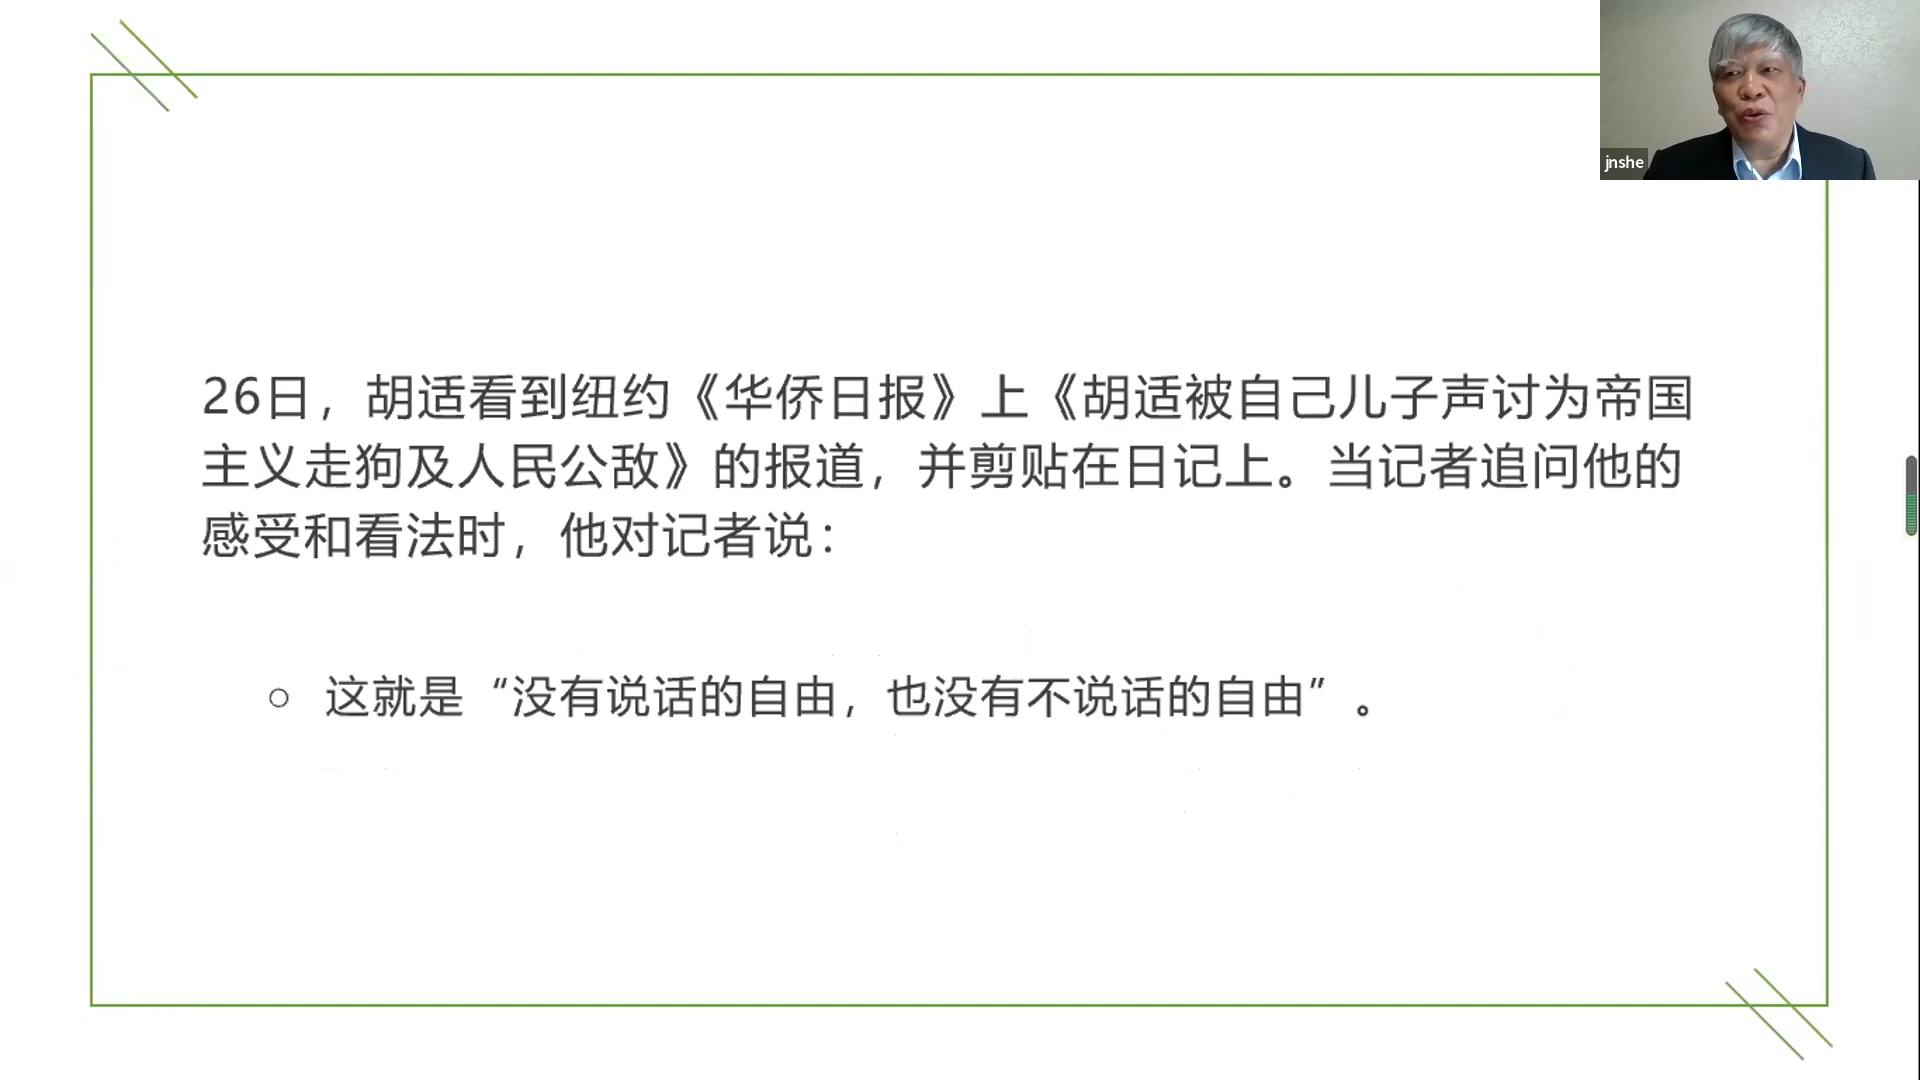 jnshe
26日，胡适看到纽约《华侨日报》上《胡适被自己儿子声讨为帝国
主义走狗及人民公敌》的报道，并剪贴在日记上。当记者追问他的
感受和看法时，他对记者说：
○ 这就是“没有说话的自由，也没有不说话的自由”。